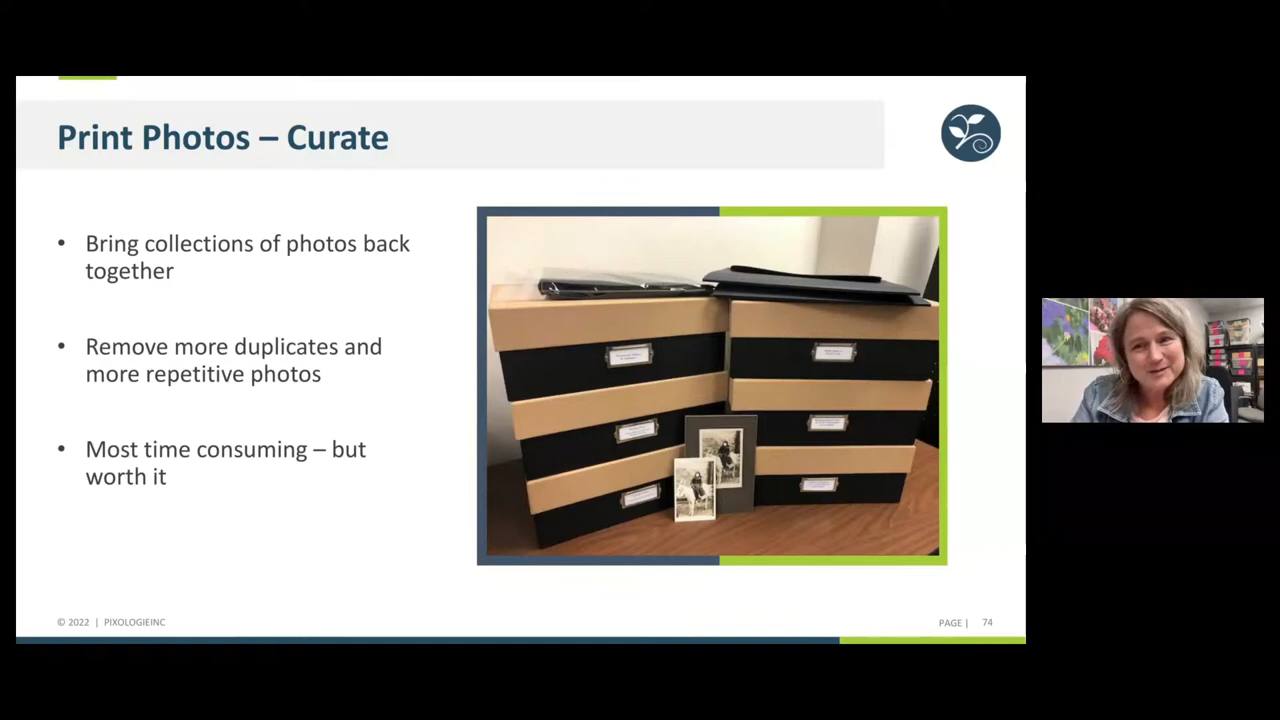 Print Photos – Curate
• Bring collections of photos back
together
• Remove more duplicates and
more repetitive photos
• Most time consuming – but
worth it
© 2022 | PIXOLOGIEINC
PAGE | 74